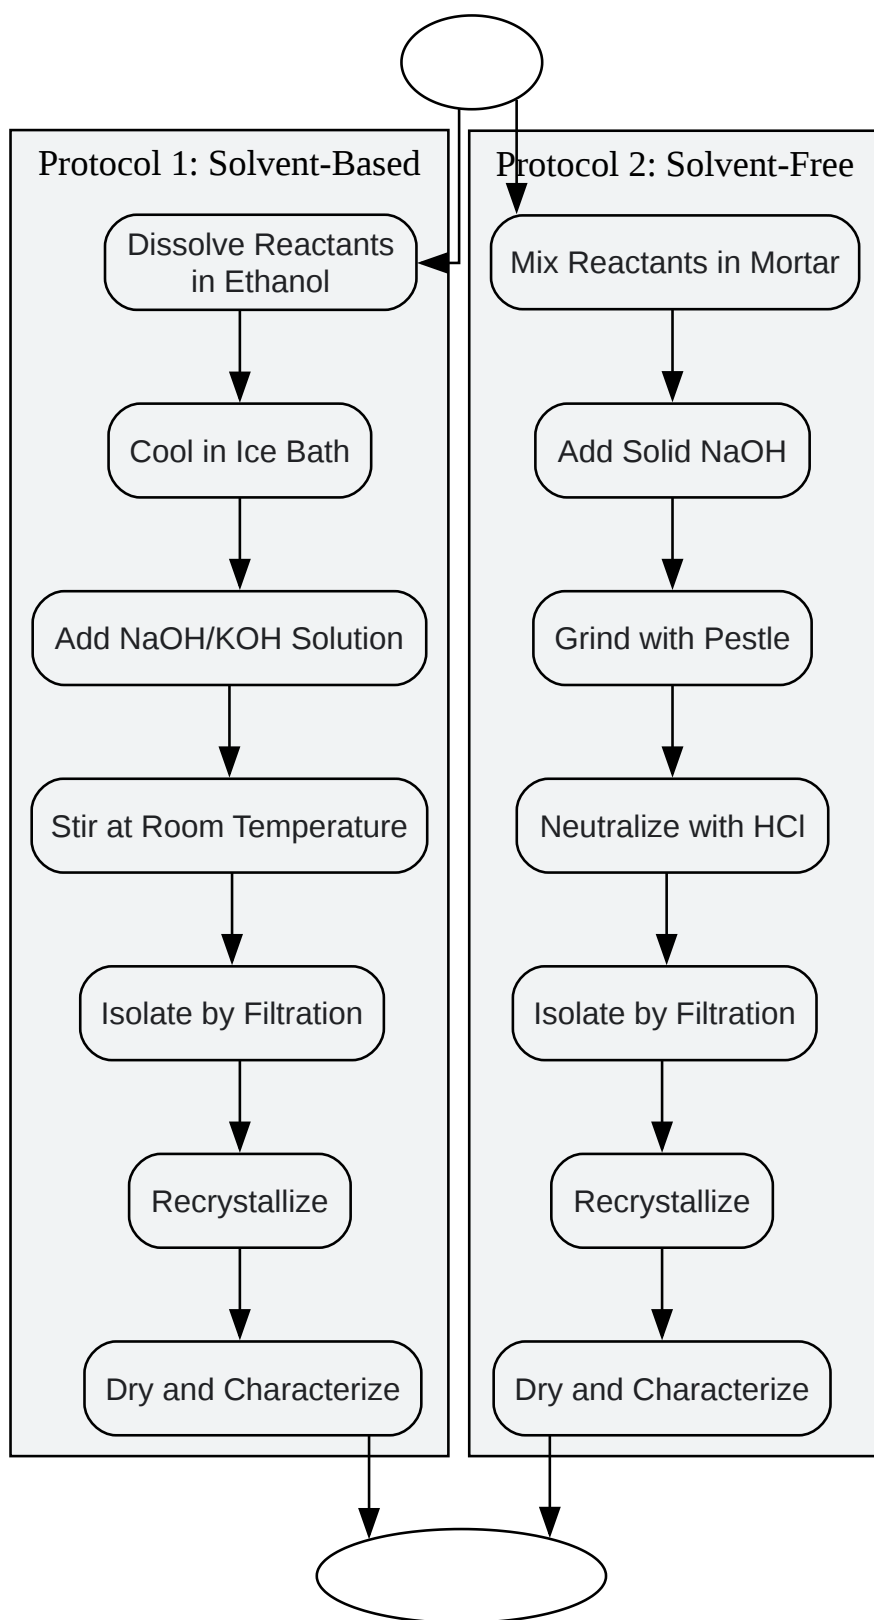 Protocol 1: Solvent-Based
Dissolve Reactants
in Ethanol
Cool in Ice Bath
Add NaOH/KOH Solution
Stir at Room Temperature
Isolate by Filtration
Recrystallize
Dry and Characterize
Protocol 2: Solvent-Free
Mix Reactants in Mortar
Add Solid NaOH
Grind with Pestle
Neutralize with HCl
Isolate by Filtration
Recrystallize
Dry and Characterize